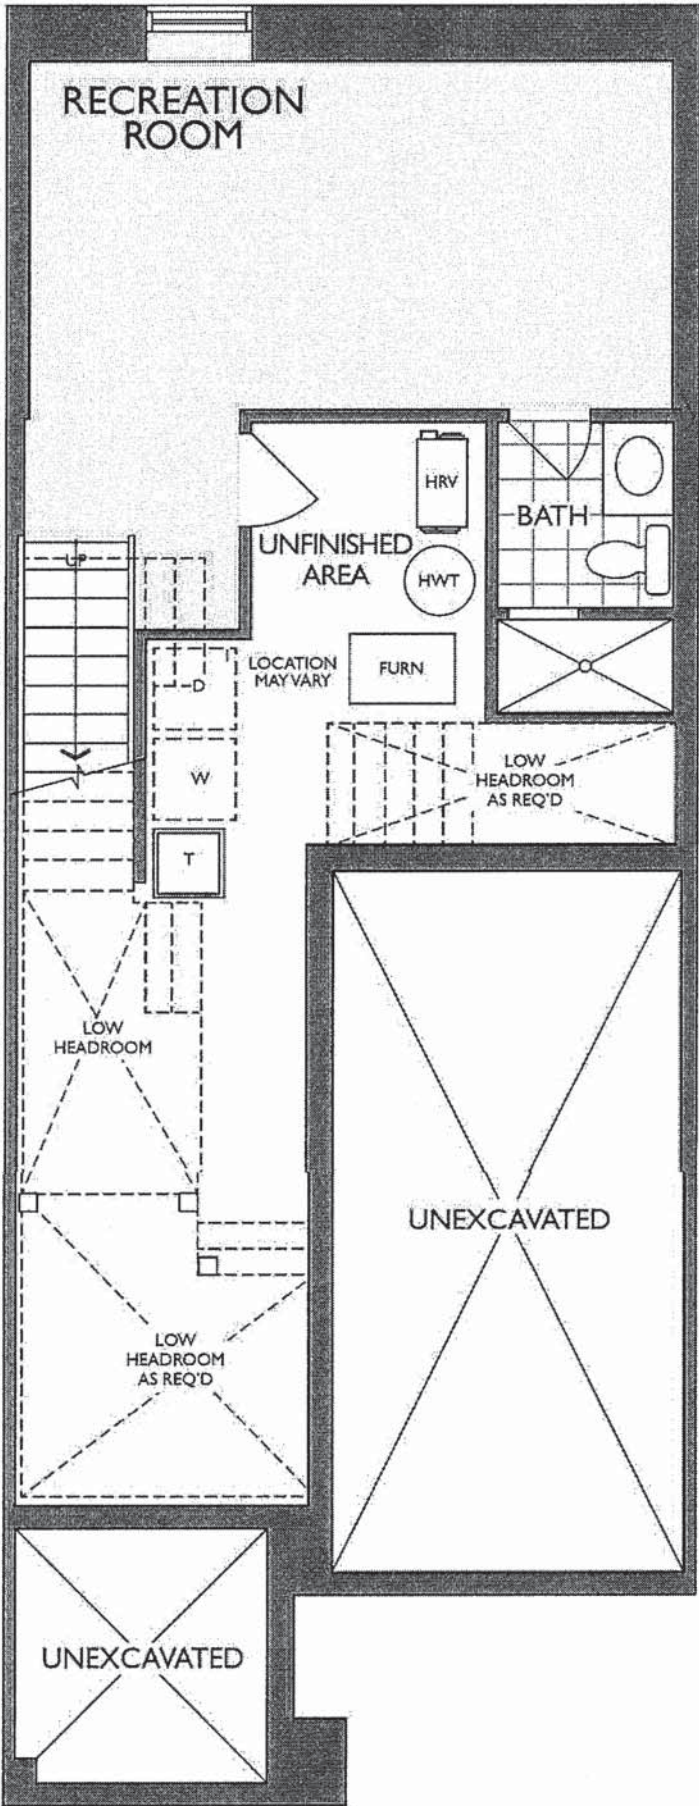 RECREATION
ROOM
HRV
BATH
UNFINISHED
AREA
HWT
UP
LOCATION
MAY VARY
FURN
D
W
LOW
HEADROOM
AS REQ'D
T
LOW
HEADROOM
UNEXCAVATED
LOW
HEADROOM
AS REQ'D
UNEXCAVATED